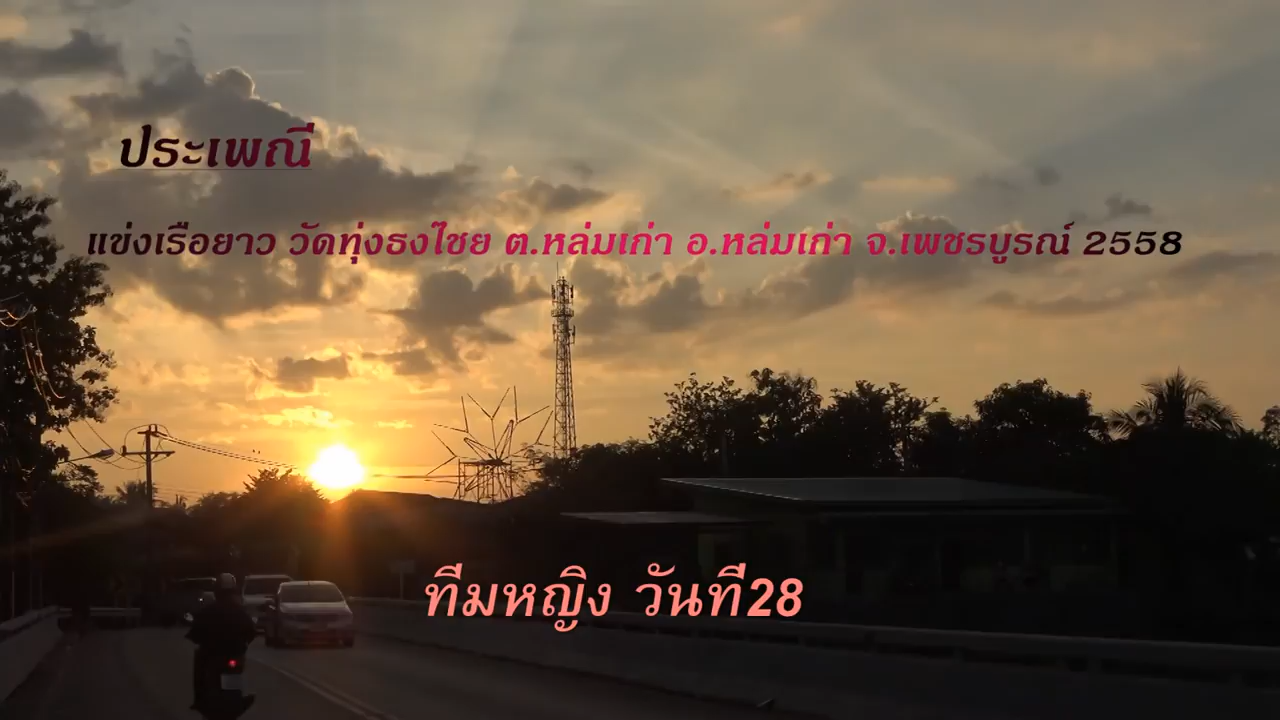 ประเพณี
แข่งเรือยาว วัดทุ่งธงไชย ต.หล่มเก่า อ.หล่มเก่า จ.เพชรบูรณ์ 2558
ทีมหญิง วันที่28